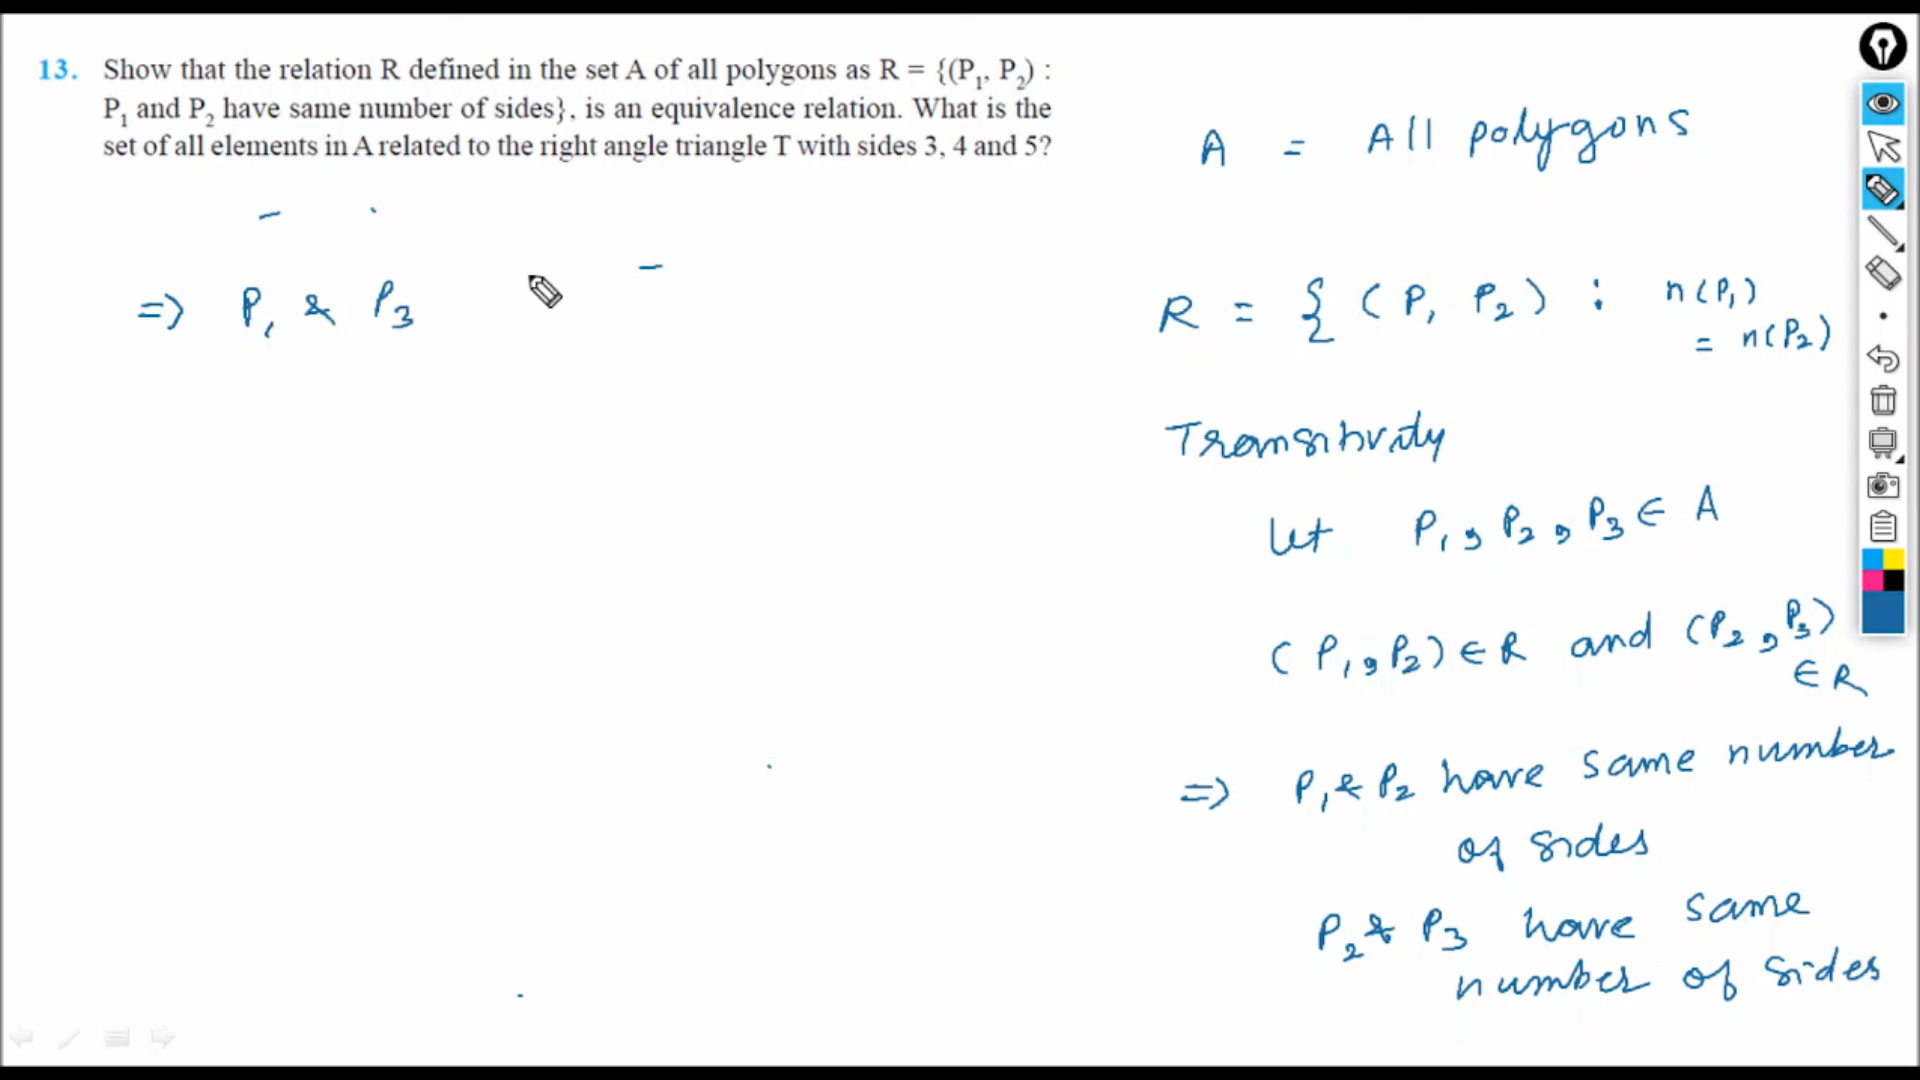 13. Show that the relation R defined in the set A of all polygons as R = {(P₁, P₂) :
P₁ and P₂ have same number of sides}, is an equivalence relation. What is the
set of all elements in A related to the right angle triangle T with sides 3, 4 and 5?
=> P₁ & P₃
A = All polygons
R = { (P₁ P₂) : n(P₁)
= n(P₂)
Transitivity
Let P₁, P₂, P₃ ∈ A
(P₁, P₂) ∈ R and (P₂, P₃)
∈ R
=> P₁ & P₂ have same number
of sides
P₂ & P₃ have same
number of sides